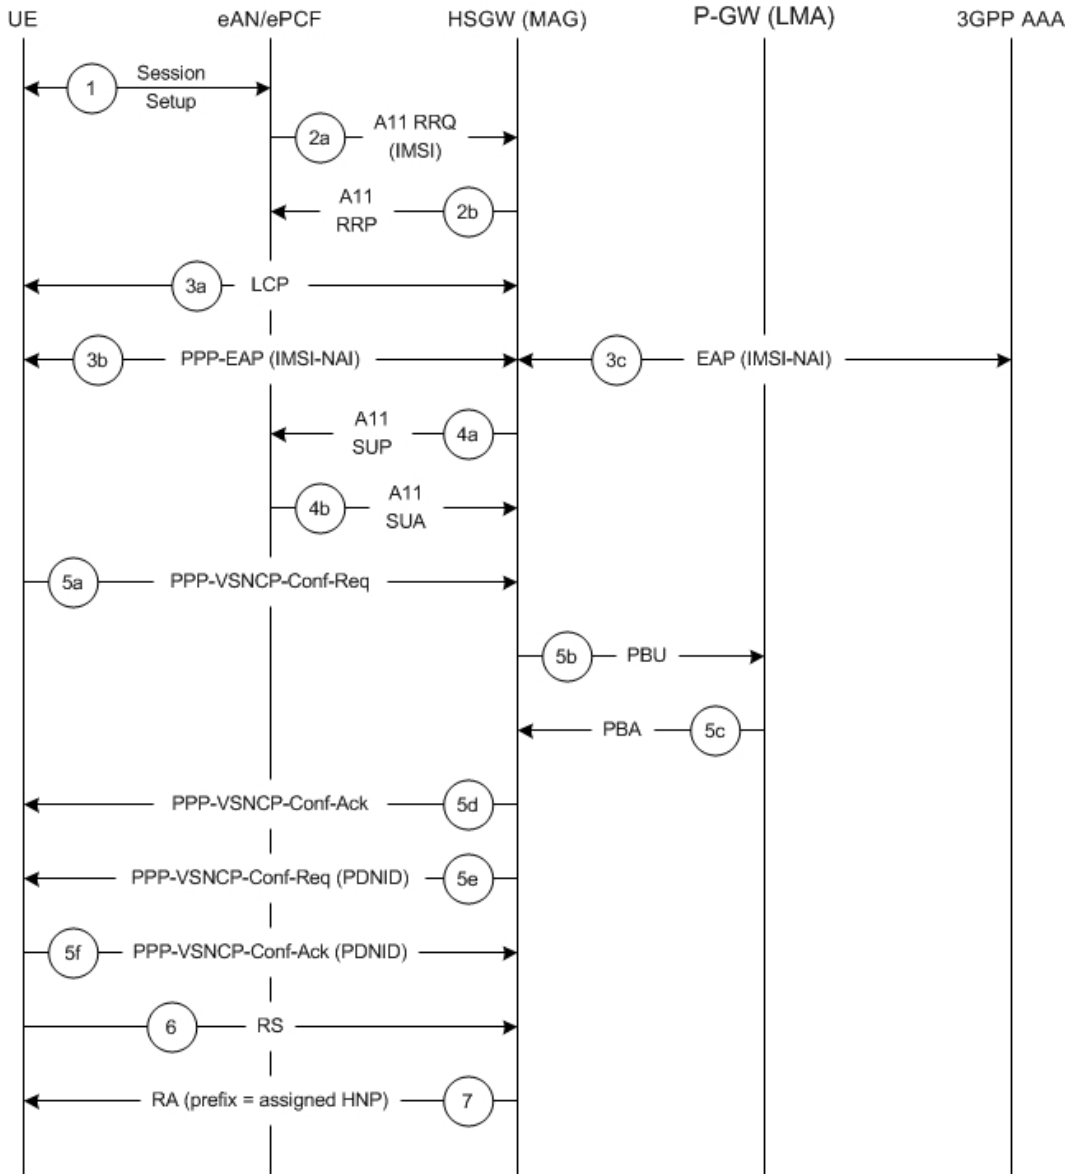 UE
eAN/ePCF
HSGW (MAG)
P-GW (LMA)
3GPP AAA
1
Session
Setup
2a
A11 RRQ
(IMSI)
A11
RRP
2b
3a
LCP
3b
PPP-EAP (IMSI-NAI)
3c
EAP (IMSI-NAI)
A11
SUP
4a
4b
A11
SUA
5a
PPP-VSNCP-Conf-Req
5b
PBU
PBA
5c
PPP-VSNCP-Conf-Ack
5d
PPP-VSNCP-Conf-Req (PDNID)
5e
5f
PPP-VSNCP-Conf-Ack (PDNID)
6
RS
RA (prefix = assigned HNP)
7